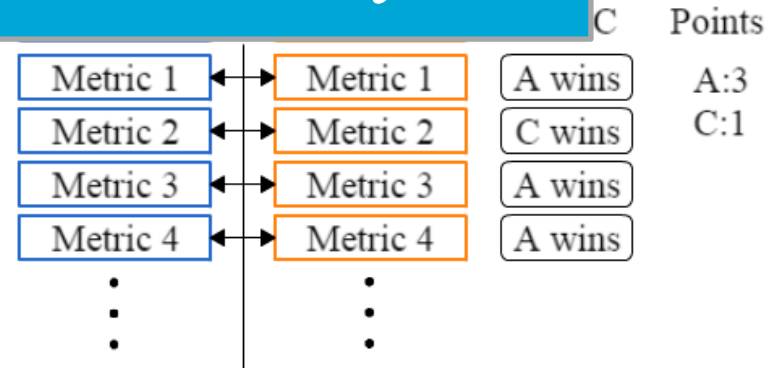 C Points
Metric 1 Metric 1 A wins A:3
Metric 2 Metric 2 C wins C:1
Metric 3 Metric 3 A wins
Metric 4 Metric 4 A wins